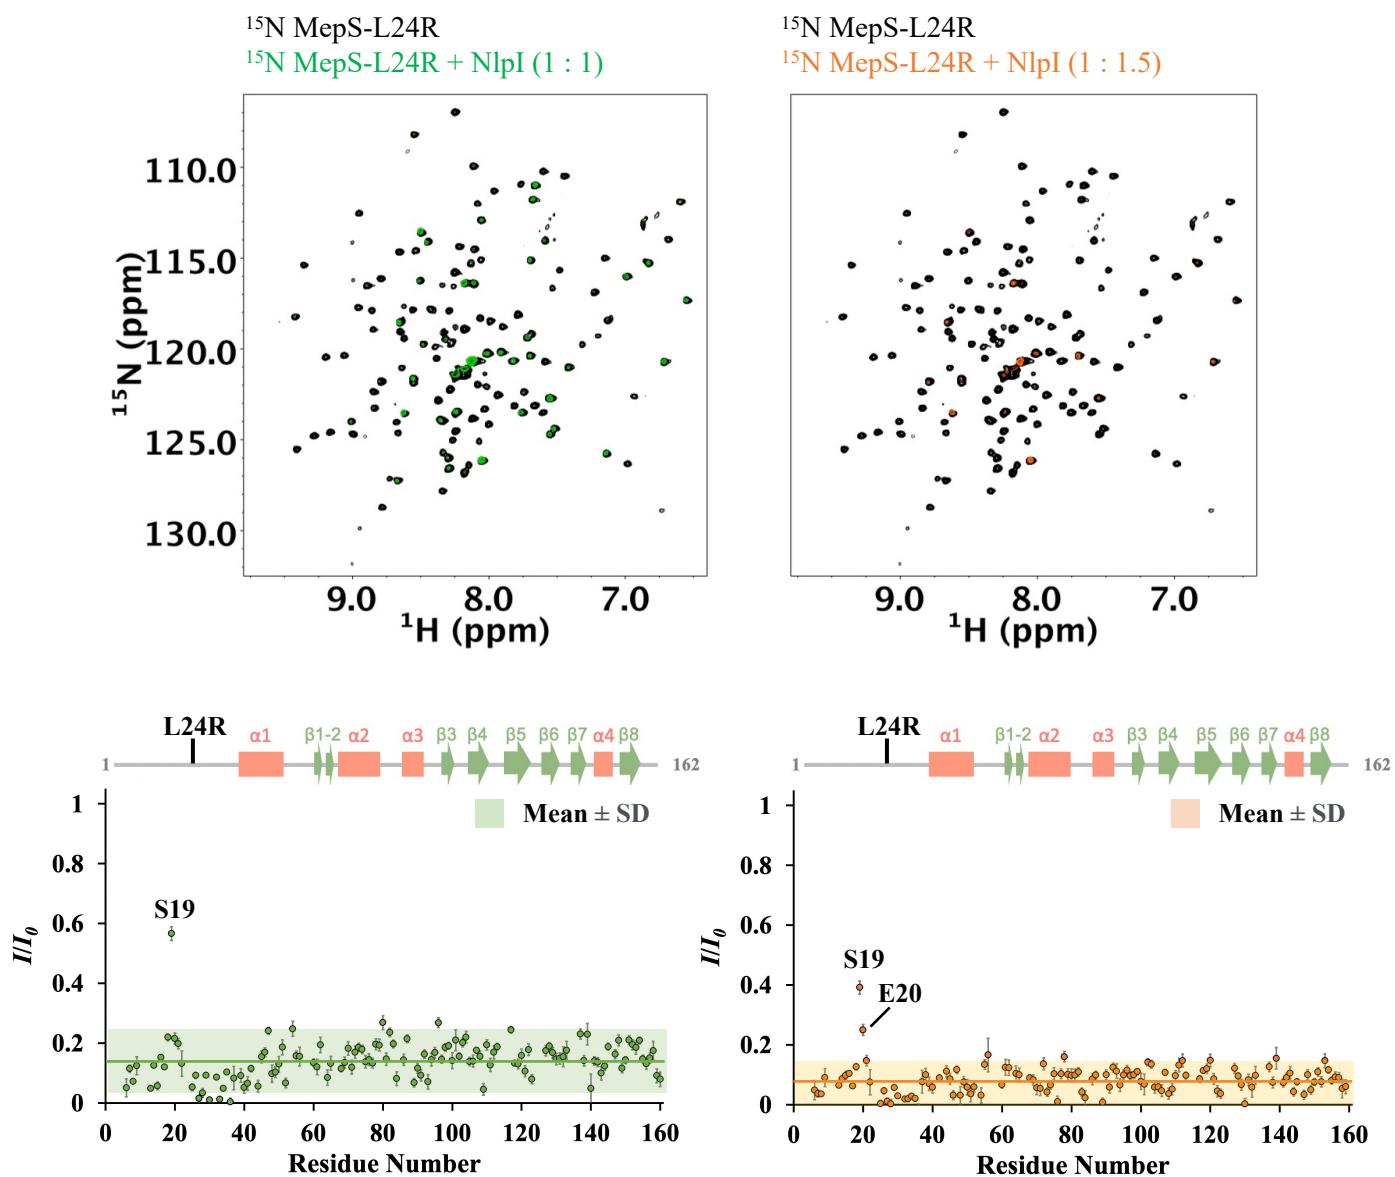 ¹⁵N MepS-L24R
¹⁵N MepS-L24R + NlpI (1 : 1)
110.0
115.0
120.0
125.0
130.0
¹⁵N (ppm)
9.0 8.0 7.0
¹H (ppm)
¹⁵N MepS-L24R
¹⁵N MepS-L24R + NlpI (1 : 1.5)
9.0 8.0 7.0
¹H (ppm)
L24R
α1 β1-2 α2 α3 β3 β4 β5 β6 β7 α4 β8
1 162
Mean ± SD
S19
I/I₀
1
0.8
0.6
0.4
0.2
0
0 20 40 60 80 100 120 140 160
Residue Number
L24R
α1 β1-2 α2 α3 β3 β4 β5 β6 β7 α4 β8
1 162
Mean ± SD
S19
E20
I/I₀
1
0.8
0.6
0.4
0.2
0
0 20 40 60 80 100 120 140 160
Residue Number